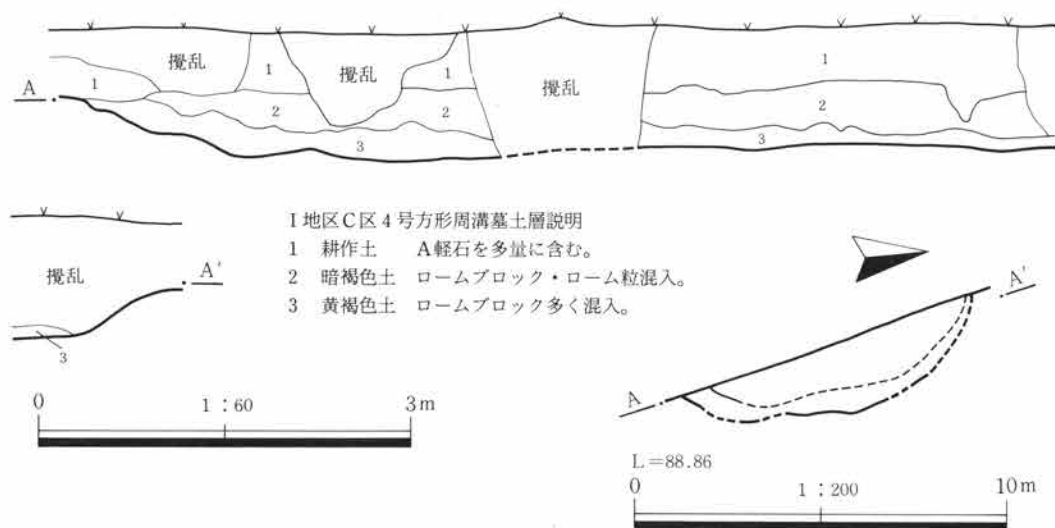 攪乱
1
攪乱
1
攪乱
1
A
1
2
2
2
3
3
Ⅰ地区C区4号方形周溝墓土層説明
1 耕作土 A軽石を多量に含む。
2 暗褐色土 ロームブロック・ローム粒混入。
3 黄褐色土 ロームブロック多く混入。
攪乱
A'
3
0 1:60 3m
A'
A
L=88.86
0 1:200 10m